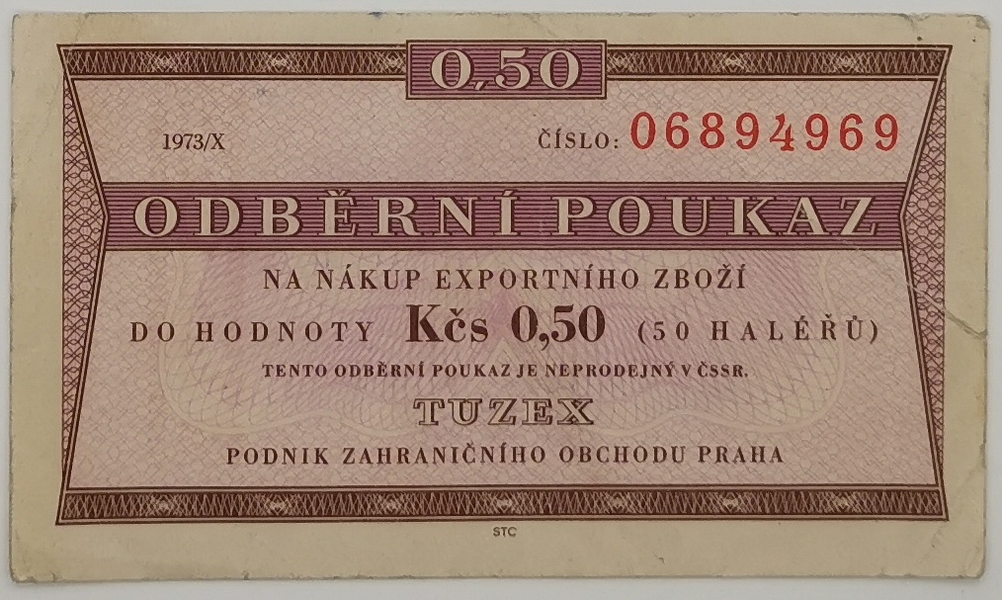 0,50
1973/X ČÍSLO: 06894969
ODBĚRNÍ POUKAZ
NA NÁKUP EXPORTNÍHO ZBOŽÍ
DO HODNOTY Kčs 0,50 (50 HALÉŘŮ)
TENTO ODBĚRNÍ POUKAZ JE NEPRODEJNÝ V ČSSR.
TUZEX
PODNIK ZAHRANIČNÍHO OBCHODU PRAHA
STC